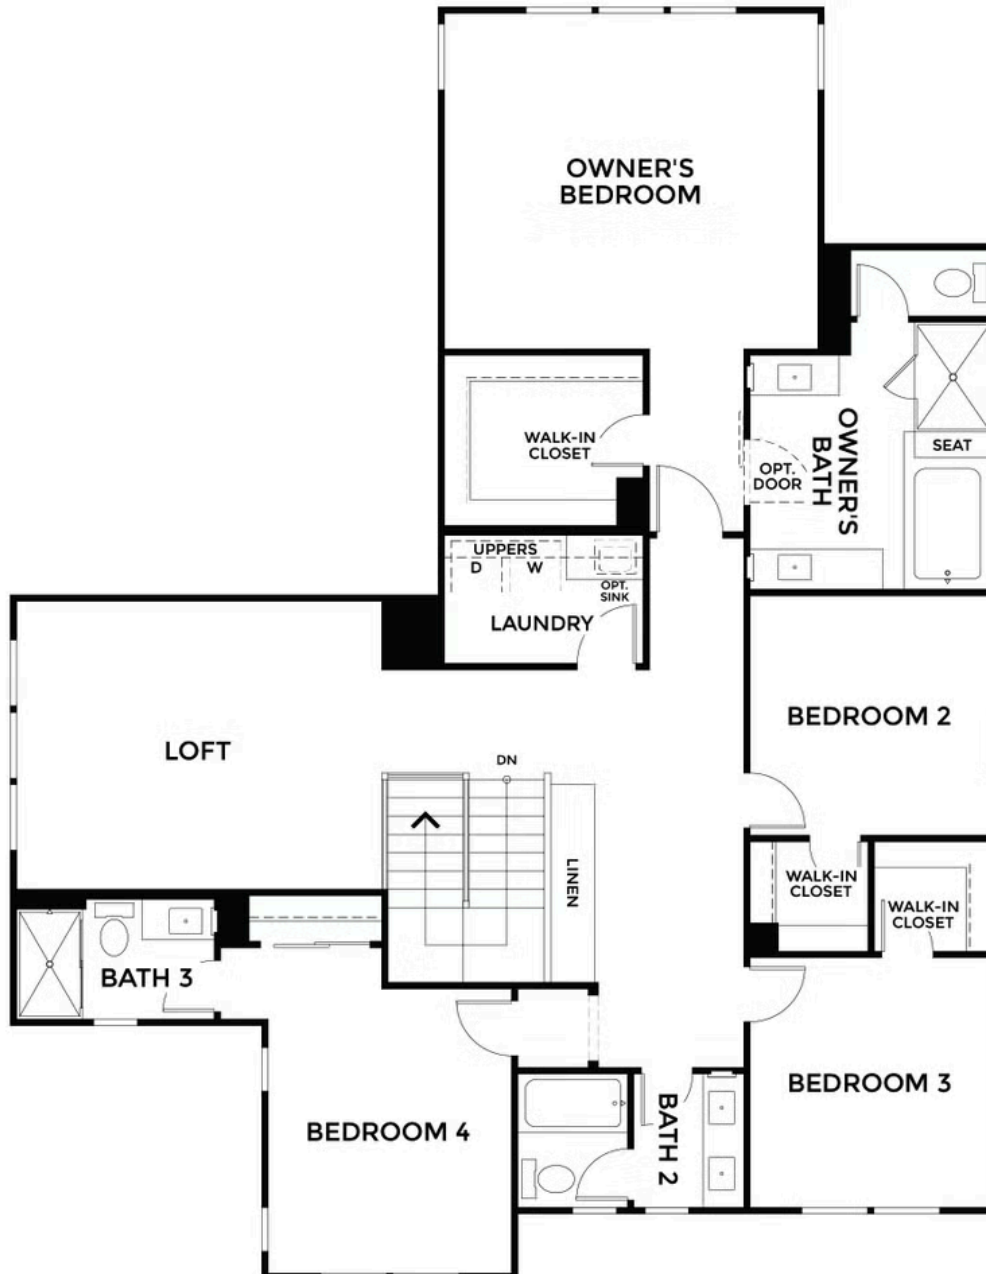 OWNER'S
BEDROOM
WALK-IN
CLOSET
OPT.
DOOR
OWNER'S
BATH
SEAT
UPPERS
D W
OPT.
SINK
LAUNDRY
BEDROOM 2
LOFT
DN
LINEN
WALK-IN
CLOSET
WALK-IN
CLOSET
BATH 3
BEDROOM 3
BEDROOM 4
BATH 2